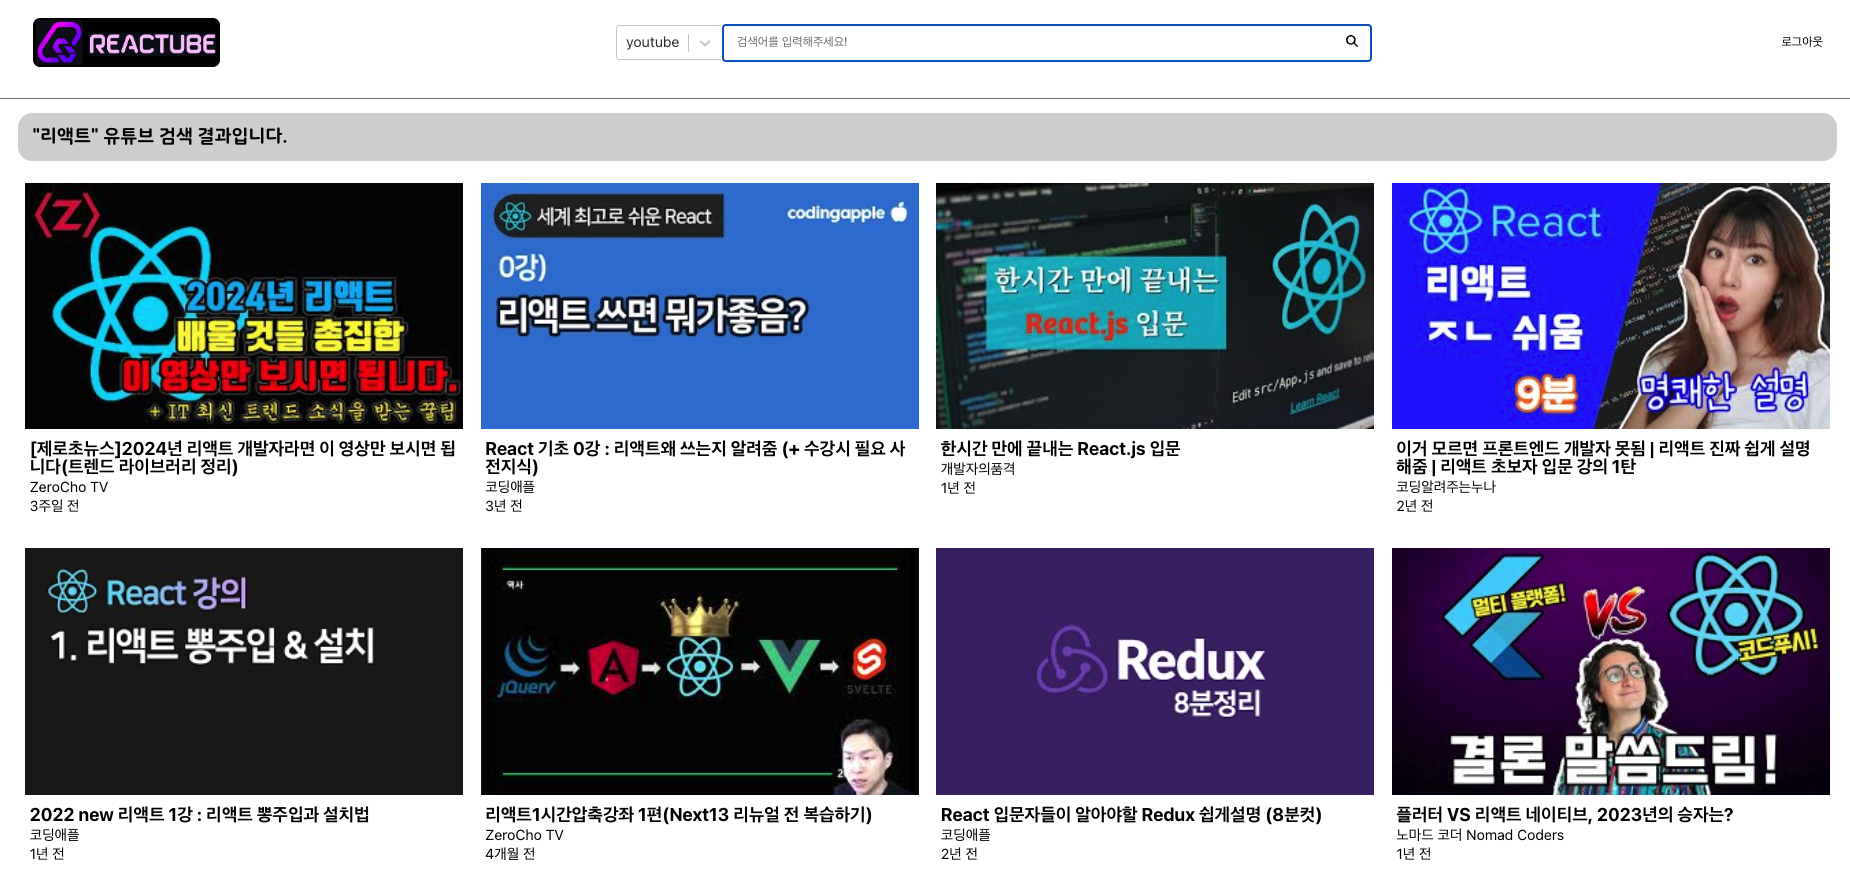 REACTUBE
youtube
검색어를 입력해주세요!
로그아웃
"리액트" 유튜브 검색 결과입니다.
Z
2024년 리액트
배울 것들 총집합
이 영상만 보시면 됩니다.
+ IT 최신 트렌드 소식을 받는 꿀팁
[제로초뉴스]2024년 리액트 개발자라면 이 영상만 보시면 됩
니다(트렌드 라이브러리 정리)
ZeroCho TV
3주일 전
세계 최고로 쉬운 React
codingapple
0강)
리액트 쓰면 뭐가좋음?
React 기초 0강 : 리액트왜 쓰는지 알려줌 (+ 수강시 필요 사
전지식)
코딩애플
3년 전
한시간 만에 끝내는
React.js 입문
Edit src/App.js and save to rel
Learn React
한시간 만에 끝내는 React.js 입문
개발자의품격
1년 전
React
리액트
ㅈㄴ 쉬움
9분
명쾌한 설명
이거 모르면 프론트엔드 개발자 못됨 | 리액트 진짜 쉽게 설명
해줌 | 리액트 초보자 입문 강의 1탄
코딩알려주는누나
2년 전
React 강의
1. 리액트 뽕주입 & 설치
2022 new 리액트 1강 : 리액트 뽕주입과 설치법
코딩애플
1년 전
역사
jQuery
SVELTE
2
리액트1시간압축강좌 1편(Next13 리뉴얼 전 복습하기)
ZeroCho TV
4개월 전
Redux
8분정리
React 입문자들이 알아야할 Redux 쉽게설명 (8분컷)
코딩애플
2년 전
멀티 플랫폼!
VS
코드푸시!
결론 말씀드림!
플러터 VS 리액트 네이티브, 2023년의 승자는?
노마드 코더 Nomad Coders
1년 전